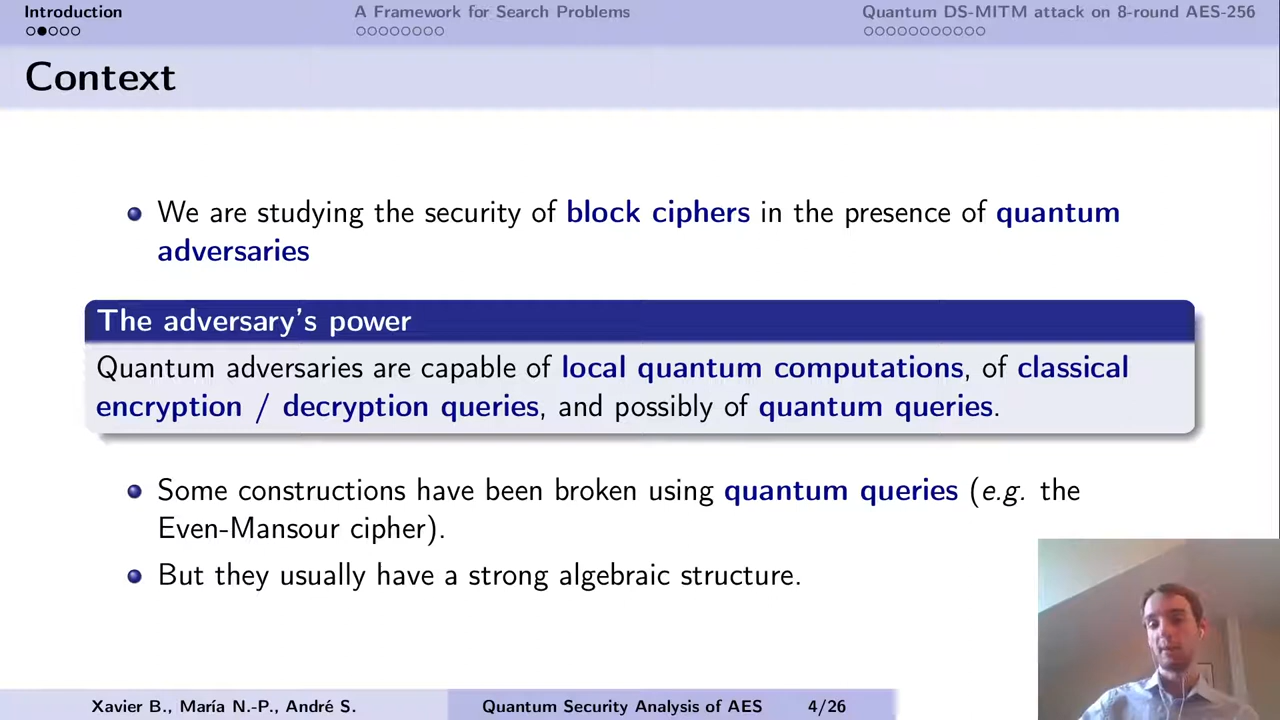 Introduction
A Framework for Search Problems
Quantum DS-MITM attack on 8-round AES-256
Context
We are studying the security of block ciphers in the presence of quantum
adversaries
The adversary's power
Quantum adversaries are capable of local quantum computations, of classical
encryption / decryption queries, and possibly of quantum queries.
Some constructions have been broken using quantum queries (e.g. the
Even-Mansour cipher).
But they usually have a strong algebraic structure.
Xavier B., María N.-P., André S.
Quantum Security Analysis of AES
4/26